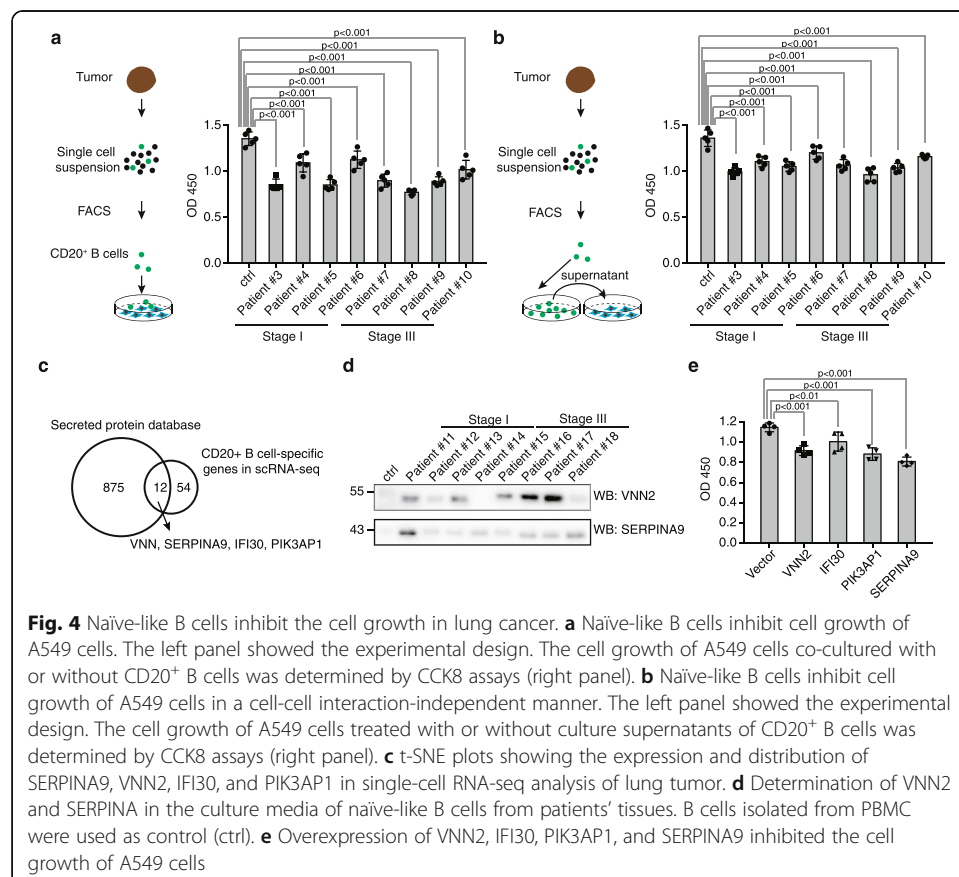 a
Tumor
Single cell
suspension
FACS
CD20⁺ B cells
p<0.001
p<0.001
p<0.001
p<0.001
p<0.001
p<0.001
p<0.001
p<0.001
OD 450
1.5
1.0
0.5
0.0
ctrl
Patient #3
Patient #4
Patient #5
Patient #6
Patient #7
Patient #8
Patient #9
Patient #10
Stage I
Stage III
b
Tumor
Single cell
suspension
FACS
supernatant
p<0.001
p<0.001
p<0.001
p<0.001
p<0.001
p<0.001
p<0.001
p<0.001
OD 450
1.5
1.0
0.5
0.0
ctrl
Patient #3
Patient #4
Patient #5
Patient #6
Patient #7
Patient #8
Patient #9
Patient #10
Stage I
Stage III
c
Secreted protein database
CD20+ B cell-specific
genes in scRNA-seq
875
12
54
VNN, SERPINA9, IFI30, PIK3AP1
d
Stage I
Stage III
ctrl
Patient #11
Patient #12
Patient #13
Patient #14
Patient #15
Patient #16
Patient #17
Patient #18
55
WB: VNN2
43
WB: SERPINA9
e
p<0.001
p<0.001
p<0.01
p<0.001
OD 450
1.2
1.0
0.8
0.6
0.4
0.2
0.0
Vector
VNN2
IFI30
PIK3AP1
SERPINA9
Fig. 4 Naïve-like B cells inhibit the cell growth in lung cancer. a Naïve-like B cells inhibit cell growth of
A549 cells. The left panel showed the experimental design. The cell growth of A549 cells co-cultured with
or without CD20⁺ B cells was determined by CCK8 assays (right panel). b Naïve-like B cells inhibit cell
growth of A549 cells in a cell-cell interaction-independent manner. The left panel showed the experimental
design. The cell growth of A549 cells treated with or without culture supernatants of CD20⁺ B cells was
determined by CCK8 assays (right panel). c t-SNE plots showing the expression and distribution of
SERPINA9, VNN2, IFI30, and PIK3AP1 in single-cell RNA-seq analysis of lung tumor. d Determination of VNN2
and SERPINA in the culture media of naïve-like B cells from patients' tissues. B cells isolated from PBMC
were used as control (ctrl). e Overexpression of VNN2, IFI30, PIK3AP1, and SERPINA9 inhibited the cell
growth of A549 cells